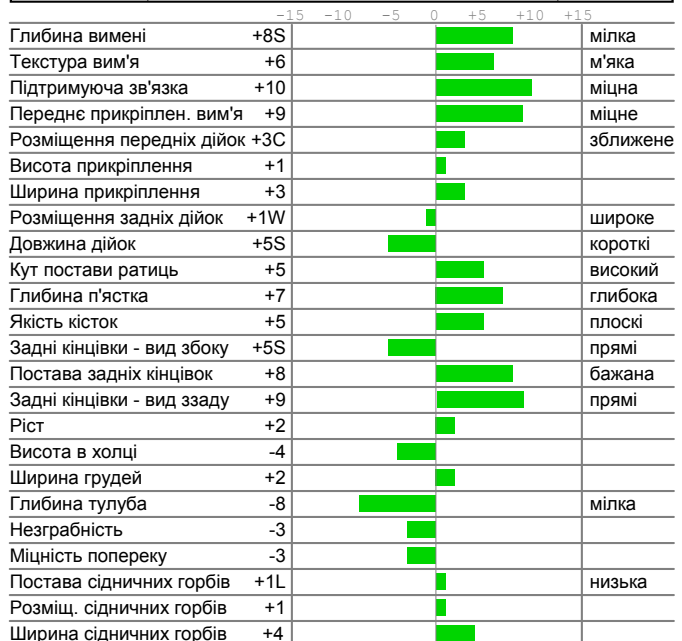 -15 -10 -5 0 +5 +10 +15
Глибина вимені +8S мілка
Текстура вим'я +6 м'яка
Підтримуюча зв'язка +10 міцна
Переднє прикріплен. вим'я +9 міцне
Розміщення передніх дійок +3C зближене
Висота прикріплення +1
Ширина прикріплення +3
Розміщення задніх дійок +1W широке
Довжина дійок +5S короткі
Кут постави ратиць +5 високий
Глибина п'ястка +7 глибока
Якість кісток +5 плоскі
Задні кінцівки - вид збоку +5S прямі
Постава задніх кінцівок +8 бажана
Задні кінцівки - вид ззаду +9 прямі
Ріст +2
Висота в холці -4
Ширина грудей +2
Глибина тулуба -8 мілка
Незграбність -3
Міцність попереку -3
Постава сідничних горбів +1L низька
Розміщ. сідничних горбів +1
Ширина сідничних горбів +4